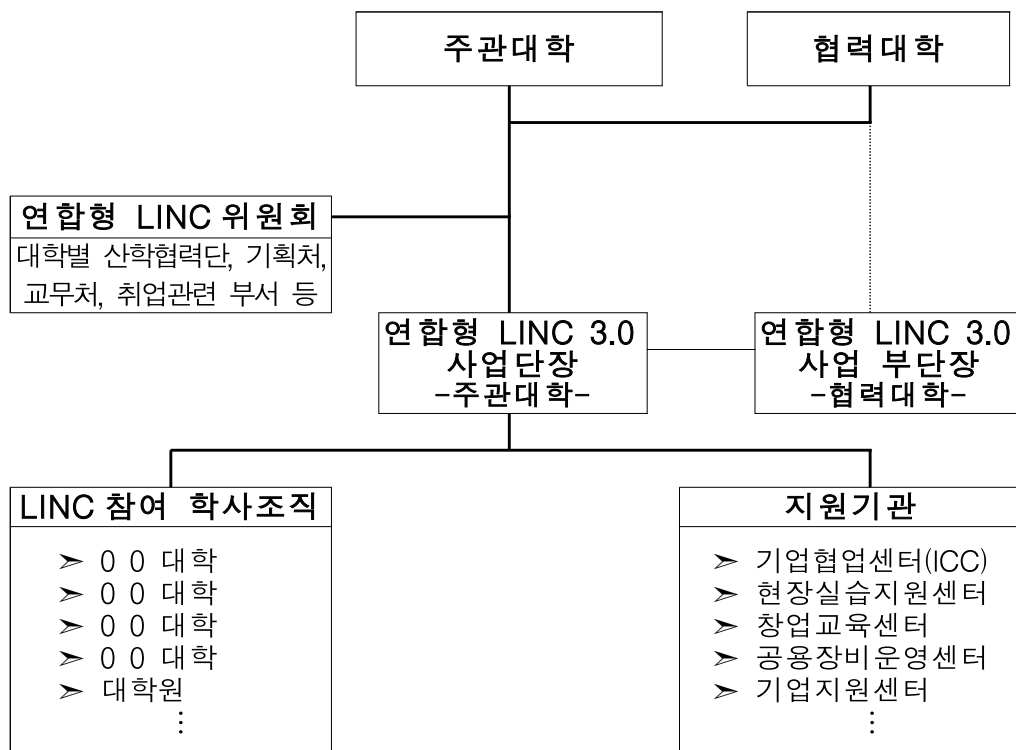 주관대학
협력대학
연합형 LINC 위원회
대학별 산학협력단, 기획처,
교무처, 취업관련 부서 등
연합형 LINC 3.0
사업단장
-주관대학-
연합형 LINC 3.0
사업 부단장
-협력대학-
LINC 참여 학사조직
➢ 0 0 대학
➢ 0 0 대학
➢ 0 0 대학
➢ 0 0 대학
➢ 대학원
⋮
지원기관
➢ 기업협업센터(ICC)
➢ 현장실습지원센터
➢ 창업교육센터
➢ 공용장비운영센터
➢ 기업지원센터
⋮